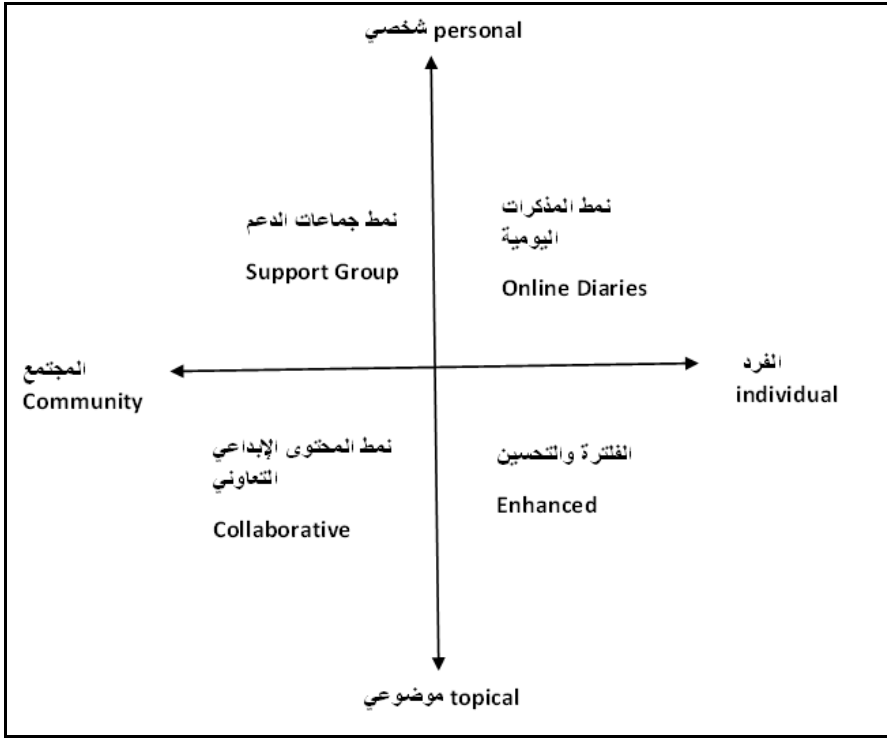 شخصي personal
نمط جماعات الدعم
Support Group
نمط المذكرات
اليومية
Online Diaries
المجتمع
Community
الفرد
individual
نمط المحتوى الإبداعي
التعاوني
Collaborative
الفلترة والتحسين
Enhanced
موضوعي topical